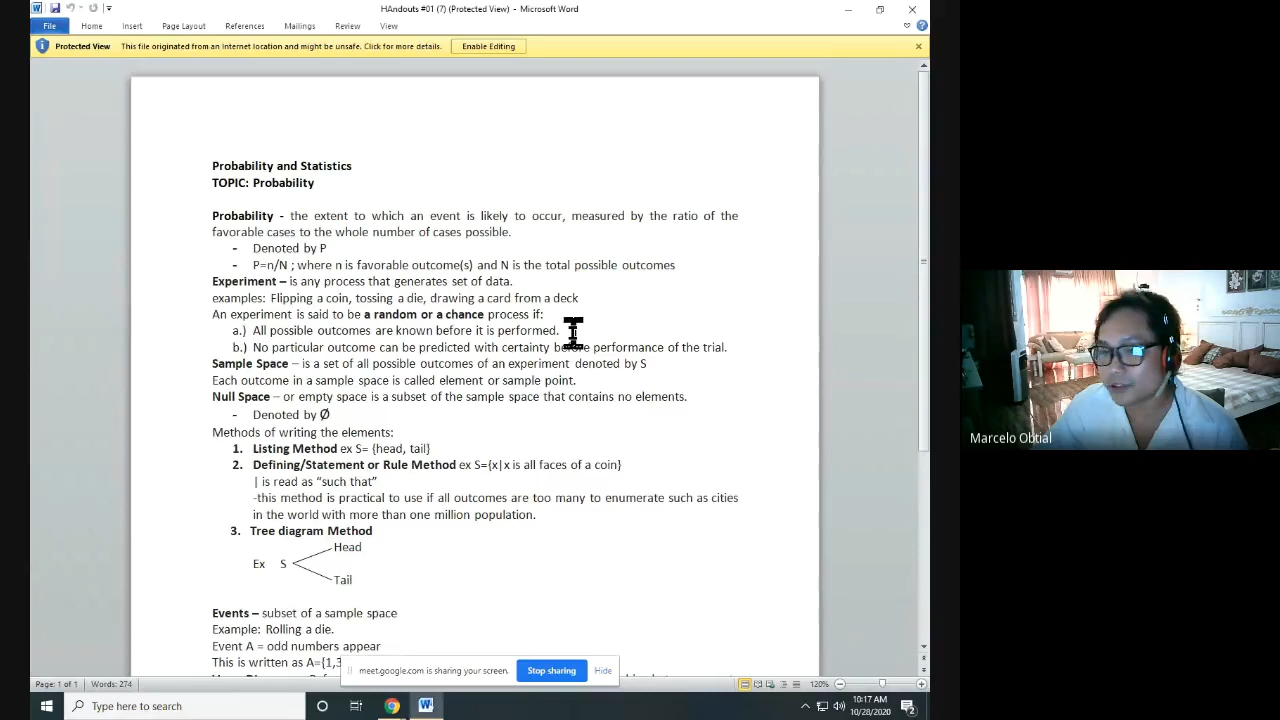 HAndouts #01 (7) (Protected View) - Microsoft Word
File Home Insert Page Layout References Mailings Review View
Protected View This file originated from an Internet location and might be unsafe. Click for more details. Enable Editing
Probability and Statistics
TOPIC: Probability
Probability - the extent to which an event is likely to occur, measured by the ratio of the
favorable cases to the whole number of cases possible.
- Denoted by P
- P=n/N ; where n is favorable outcome(s) and N is the total possible outcomes
Experiment – is any process that generates set of data.
examples: Flipping a coin, tossing a die, drawing a card from a deck
An experiment is said to be a random or a chance process if:
a.) All possible outcomes are known before it is performed.
b.) No particular outcome can be predicted with certainty before performance of the trial.
Sample Space – is a set of all possible outcomes of an experiment denoted by S
Each outcome in a sample space is called element or sample point.
Null Space – or empty space is a subset of the sample space that contains no elements.
- Denoted by Ø
Methods of writing the elements:
1. Listing Method ex S= {head, tail}
2. Defining/Statement or Rule Method ex S={x|x is all faces of a coin}
| is read as “such that”
-this method is practical to use if all outcomes are too many to enumerate such as cities
in the world with more than one million population.
3. Tree diagram Method
Head
Ex S
Tail
Events – subset of a sample space
Example: Rolling a die.
Event A = odd numbers appear
This is written as A={1,3
meet.google.com is sharing your screen. Stop sharing Hide
Page: 1 of 1 Words: 274 120%
Type here to search
10:17 AM
10/28/2020
2
Marcelo Obtial